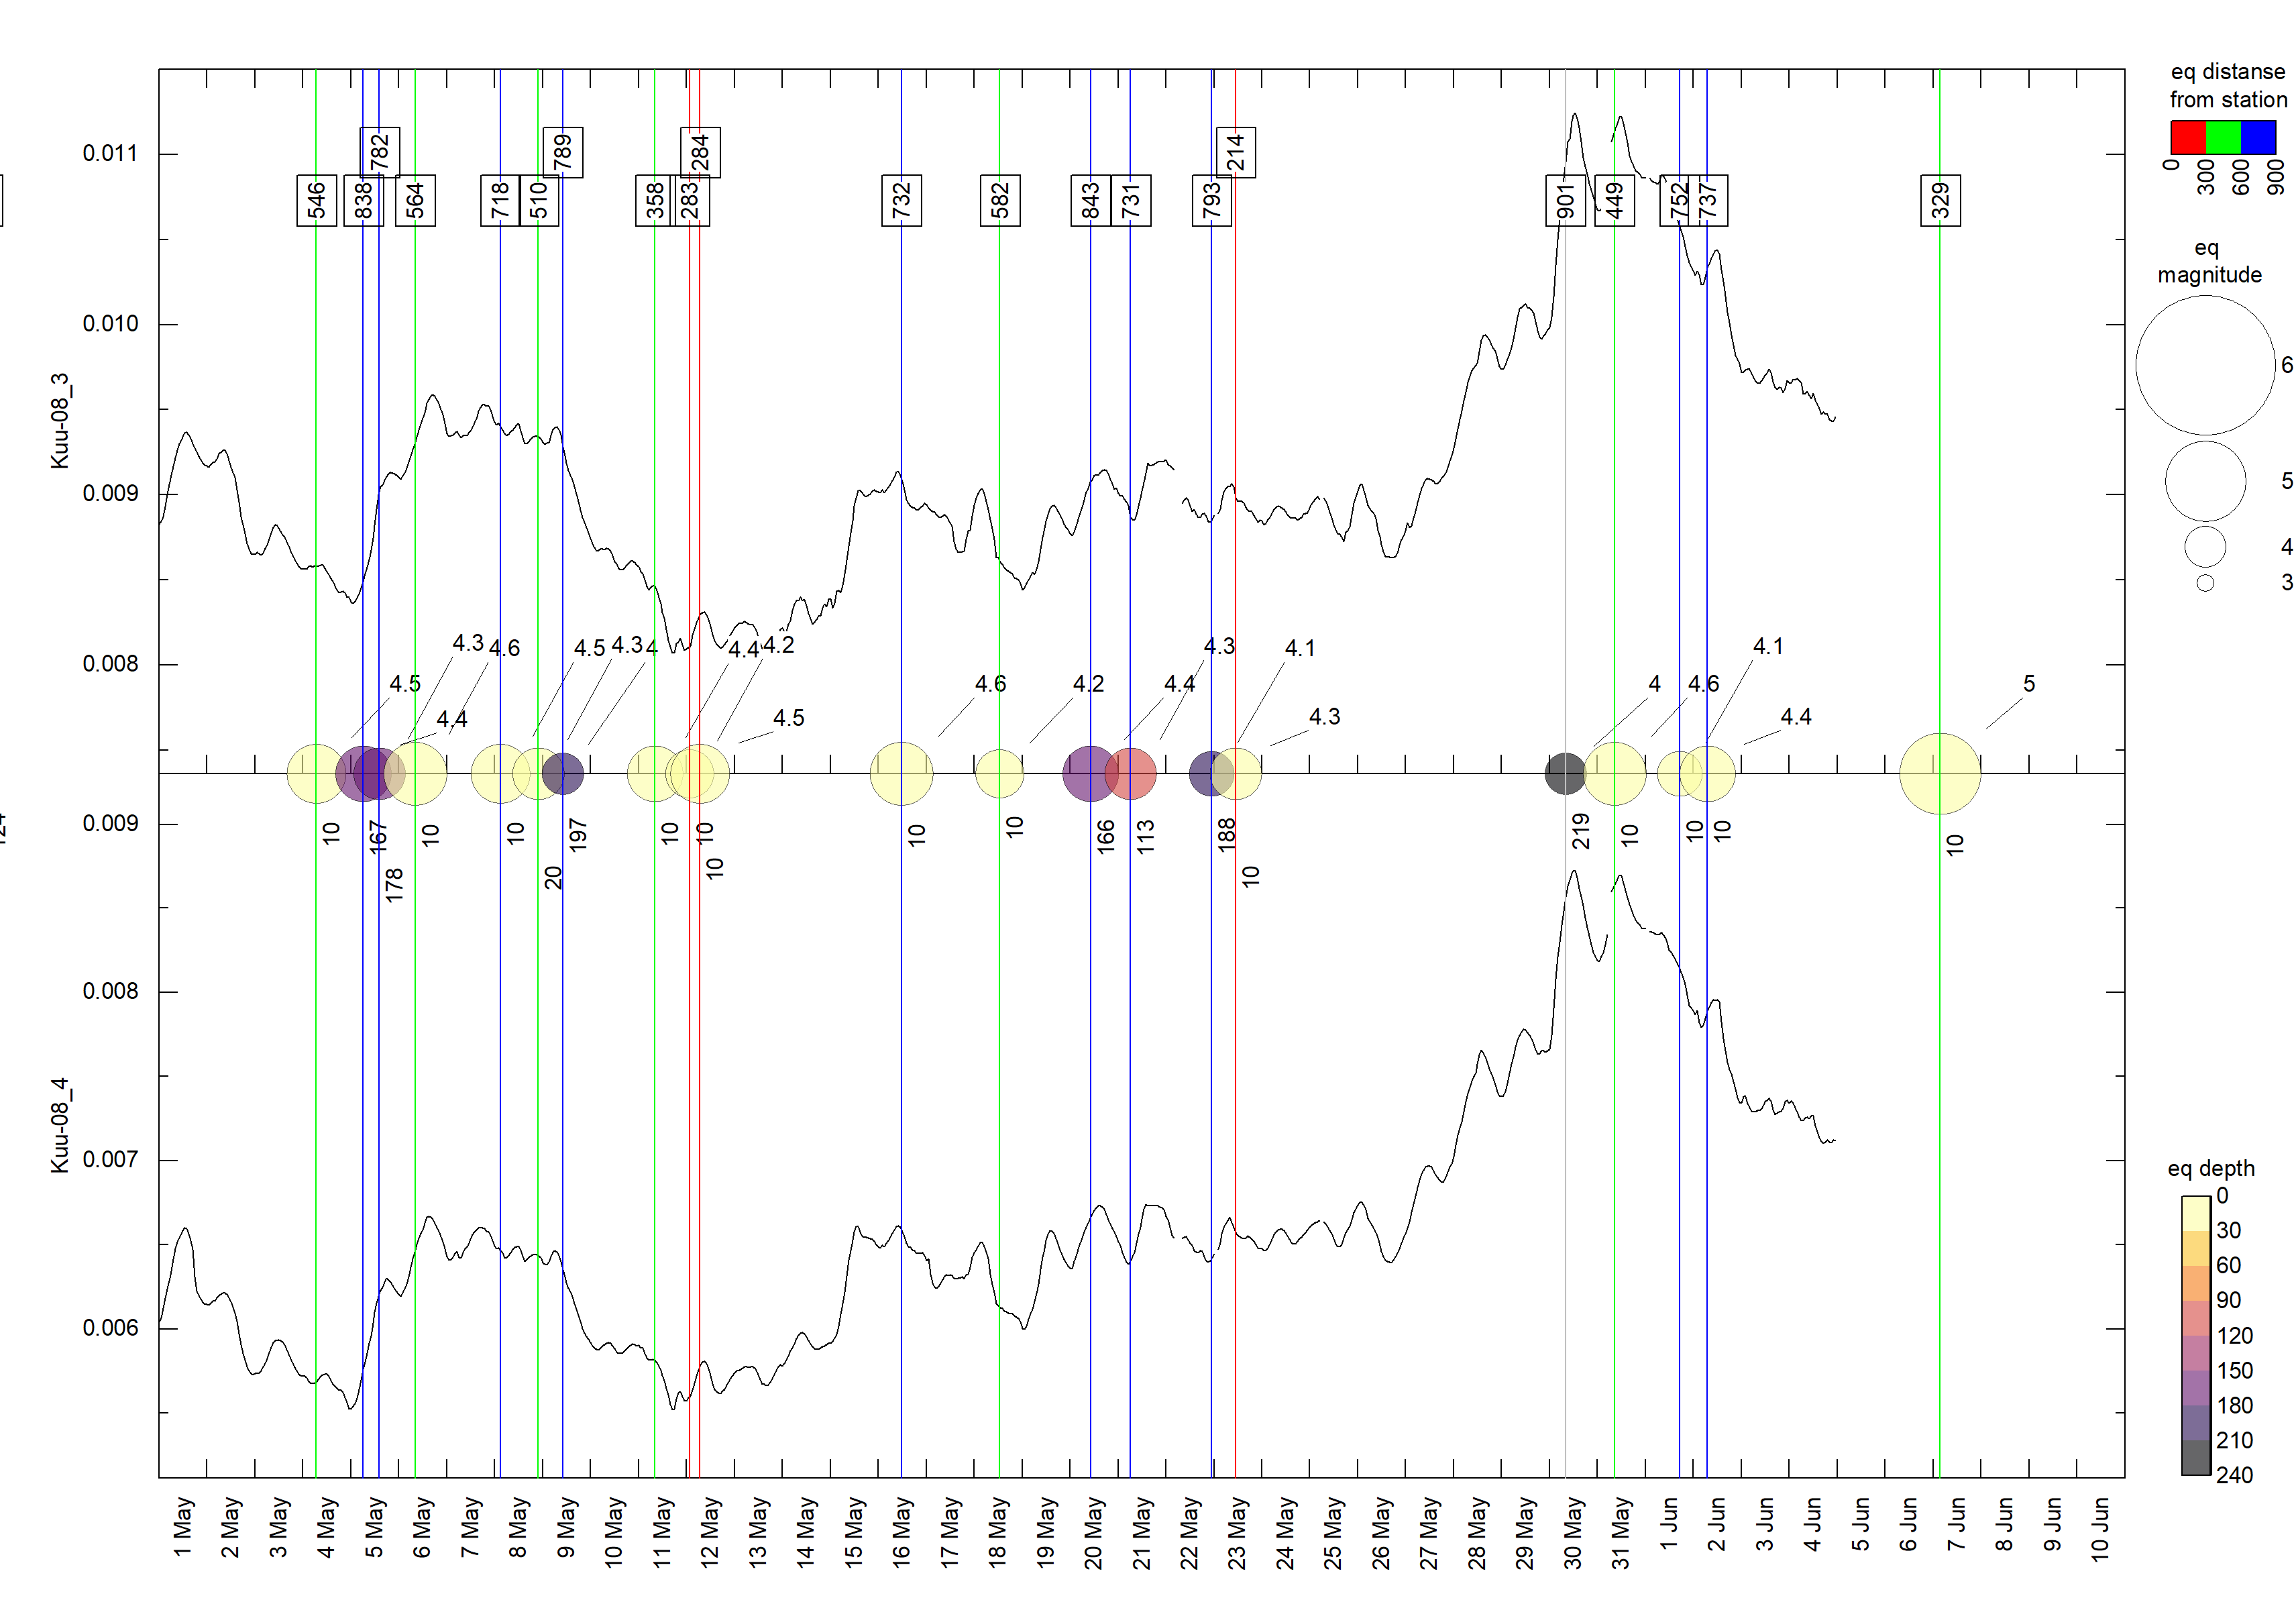 eq distanse
from station
0
300
600
900
eq
magnitude
6
5
4
3
eq depth
0
30
60
90
120
150
180
210
240
782
789
284
214
546
838
564
718
510
358
283
732
582
843
731
793
901
449
752
737
329
Kuu-08_3
0.011
0.010
0.009
0.008
4.5
4.4
4.3
4.6
4.5
4.3
4
4.4
4.2
4.5
4.6
4.2
4.4
4.3
4.1
4.3
4
4.6
4.1
4.4
5
10
167
178
10
10
20
197
10
10
10
10
10
166
113
188
10
219
10
10
10
10
Kuu-08_4
0.009
0.008
0.007
0.006
1 May
2 May
3 May
4 May
5 May
6 May
7 May
8 May
9 May
10 May
11 May
12 May
13 May
14 May
15 May
16 May
17 May
18 May
19 May
20 May
21 May
22 May
23 May
24 May
25 May
26 May
27 May
28 May
29 May
30 May
31 May
1 Jun
2 Jun
3 Jun
4 Jun
5 Jun
6 Jun
7 Jun
8 Jun
9 Jun
10 Jun